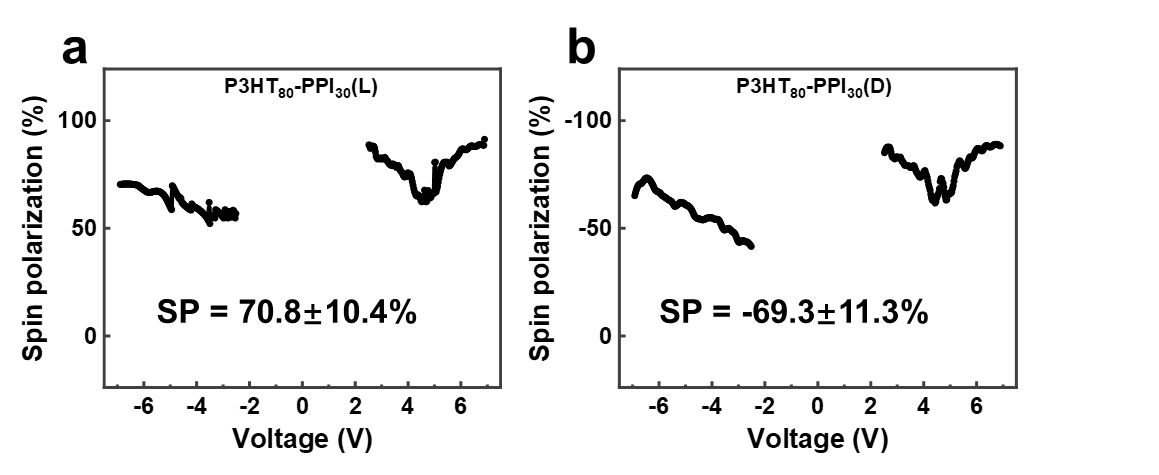 a
P3HT₈₀-PPI₃₀(L)
Spin polarization (%)
100
50
0
SP = 70.8±10.4%
-6 -4 -2 0 2 4 6
Voltage (V)
b
P3HT₈₀-PPI₃₀(D)
Spin polarization (%)
-100
-50
0
SP = -69.3±11.3%
-6 -4 -2 0 2 4 6
Voltage (V)